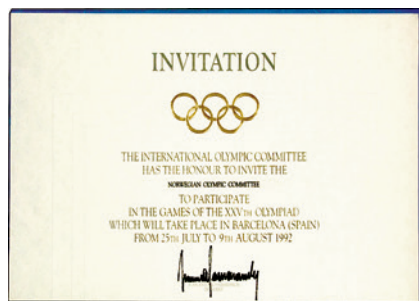 INVITATION
THE INTERNATIONAL OLYMPIC COMMITTEE
HAS THE HONOUR TO INVITE THE
NORWEGIAN OLYMPIC COMMITTEE
TO PARTICIPATE
IN THE GAMES OF THE XXVTH OLYMPIAD
WHICH WILL TAKE PLACE IN BARCELONA (SPAIN)
FROM 25TH JULY TO 9TH AUGUST 1992